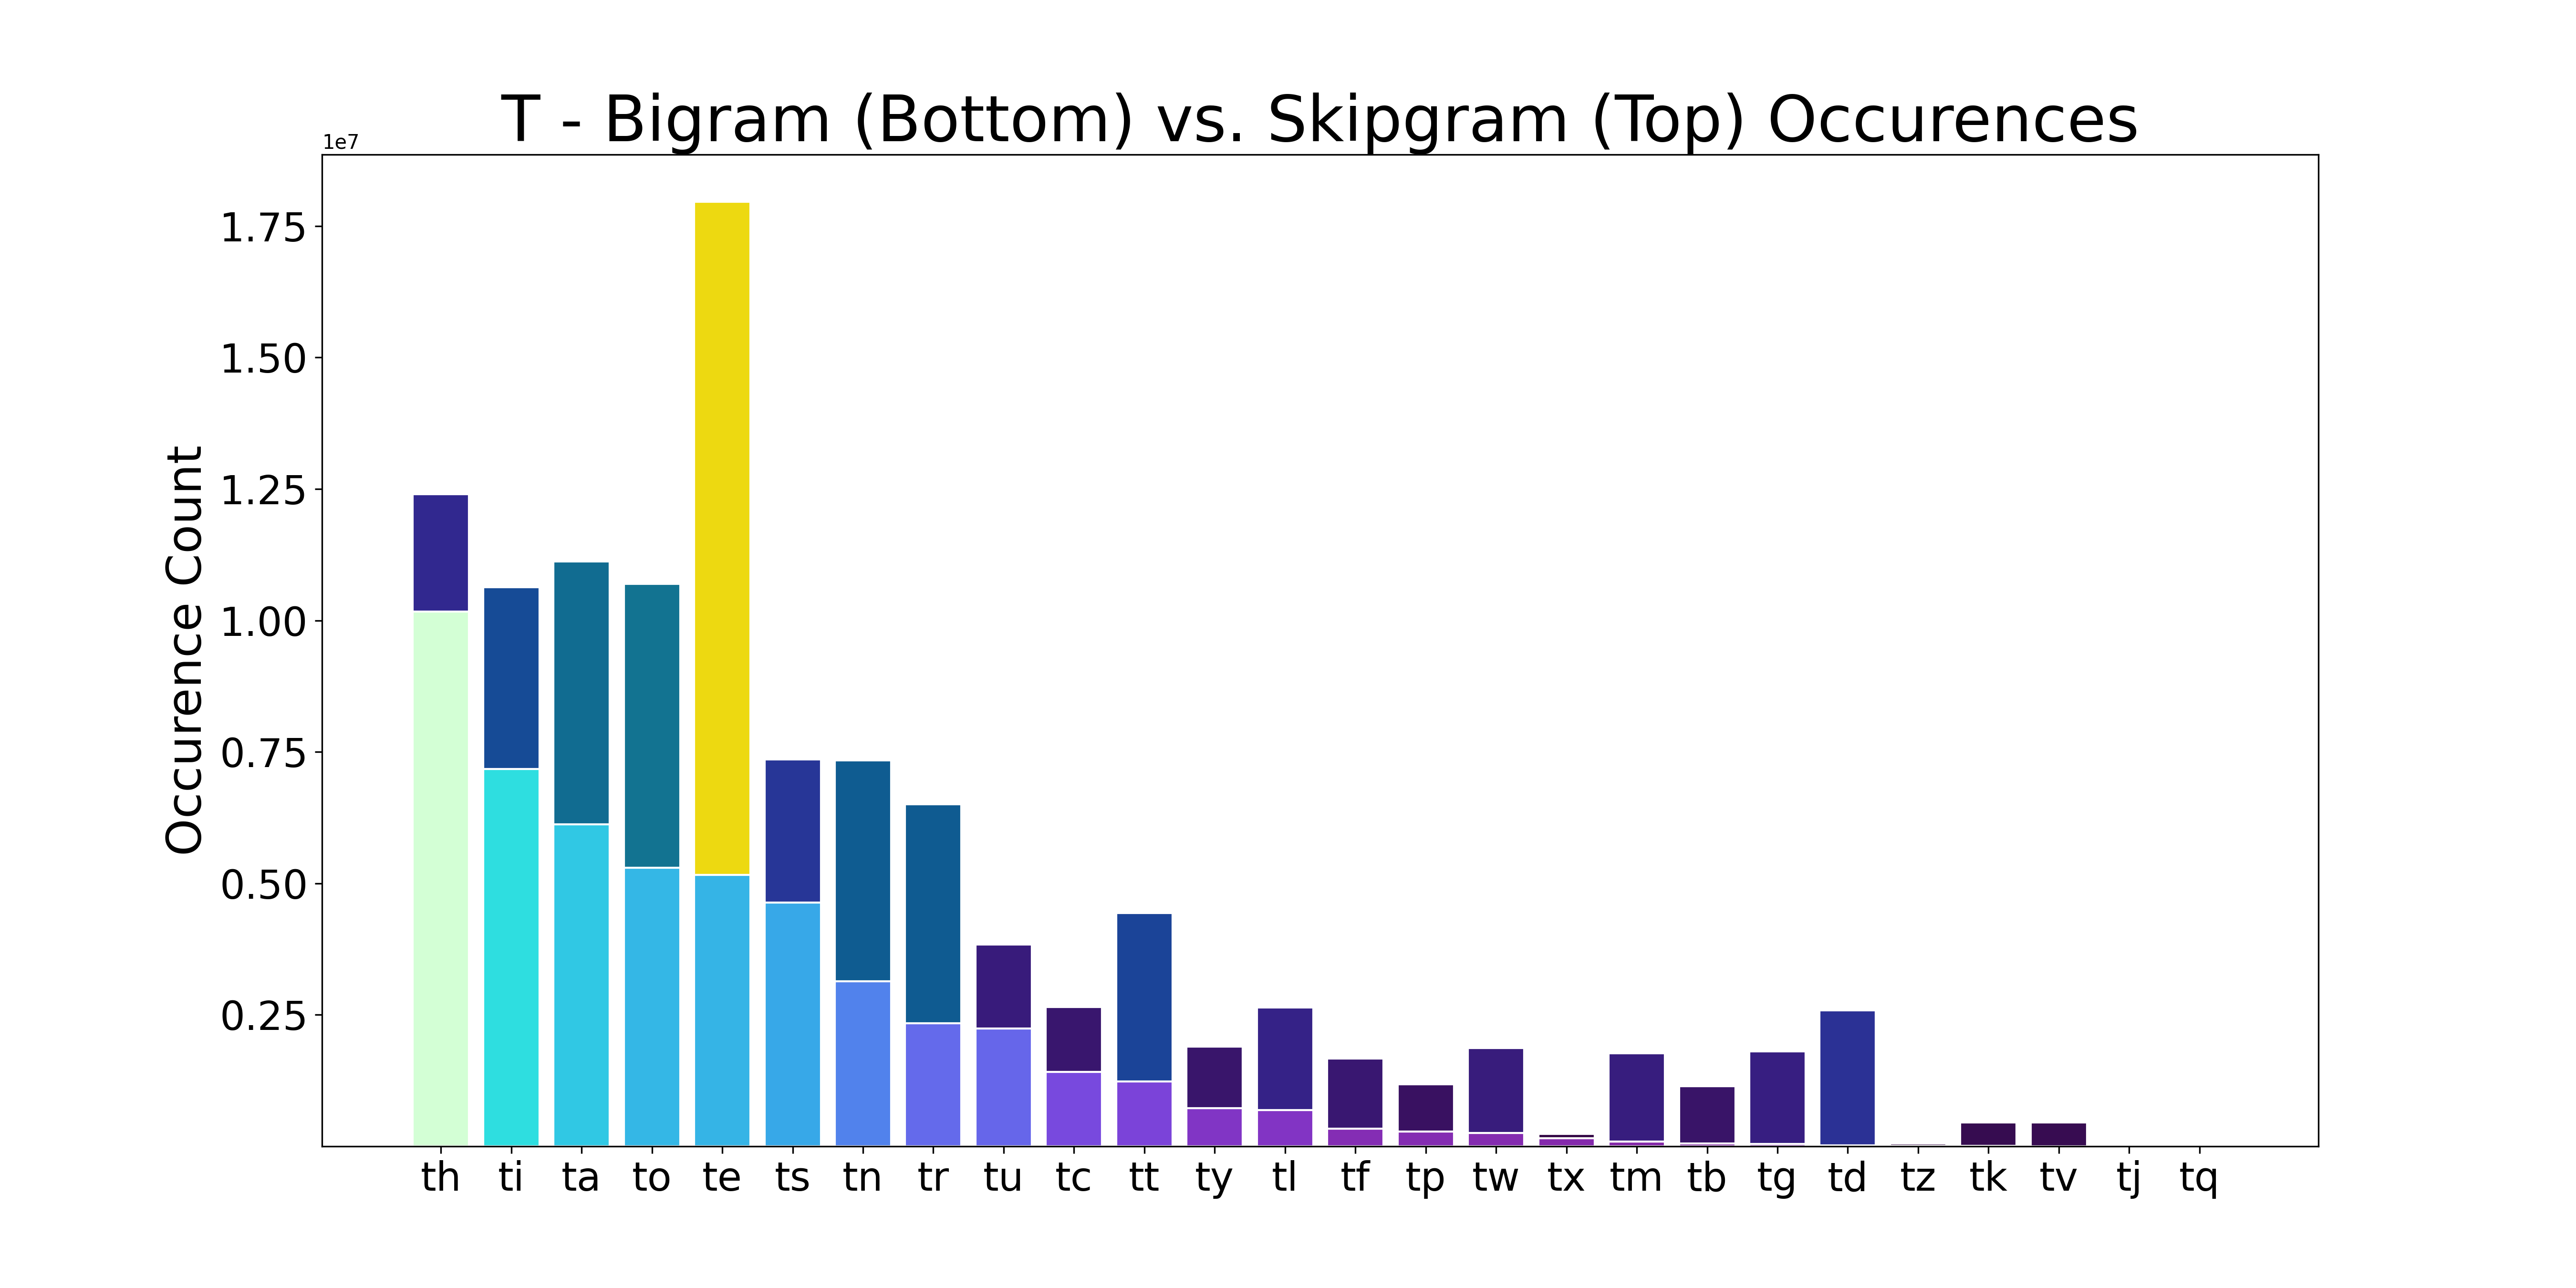 T - Bigram (Bottom) vs. Skipgram (Top) Occurences
1e7
1.75
1.50
1.25
1.00
0.75
0.50
0.25
Occurence Count
th ti ta to te ts tn tr tu tc tt ty tl tf tp tw tx tm tb tg td tz tk tv tj tq